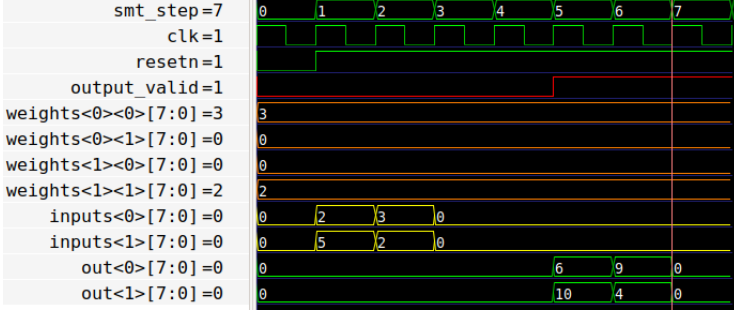 smt_step=7 0 1 2 3 4 5 6 7
clk=1
resetn=1
output_valid=1
weights<0><0>[7:0]=3 3
weights<0><1>[7:0]=0 0
weights<1><0>[7:0]=0 0
weights<1><1>[7:0]=2 2
inputs<0>[7:0]=0 0 2 3 0
inputs<1>[7:0]=0 0 5 2 0
out<0>[7:0]=0 0 6 9 0
out<1>[7:0]=0 0 10 4 0